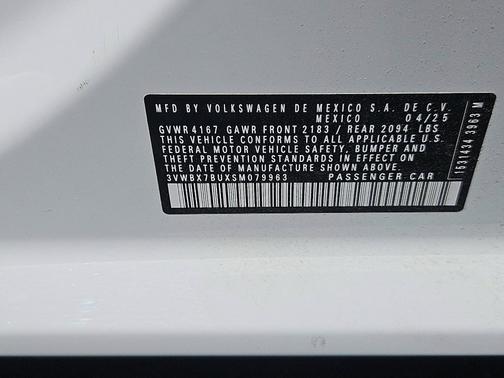 MFD BY VOLKSWAGEN DE MEXICO S.A. DE C.V.
MEXICO 04/25
GVWR 4167 GAWR FRONT 2183 / REAR 2094 LBS
THIS VEHICLE CONFORMS TO ALL APPLICABLE U.S.
FEDERAL MOTOR VEHICLE SAFETY, BUMPER AND
THEFT PREVENTION STANDARDS IN EFFECT ON
THE DATE OF MANUFACTURE SHOWN ABOVE.
3VWBX7BUXSM079963 PASSENGER CAR
1631434 3963 M